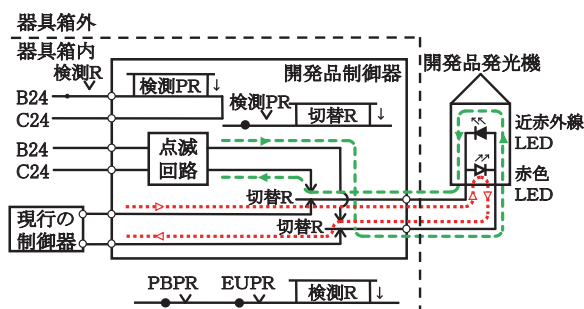 器具箱外
器具箱内
検測R
開発品制御器
開発品発光機
B24
検測PR
↓
C24
検測PR
切替R
↓
B24
C24
点滅
回路
近赤外線
LED
赤色
LED
切替R
現行の
制御器
切替R
PBPR
EUPR
検測R
↓